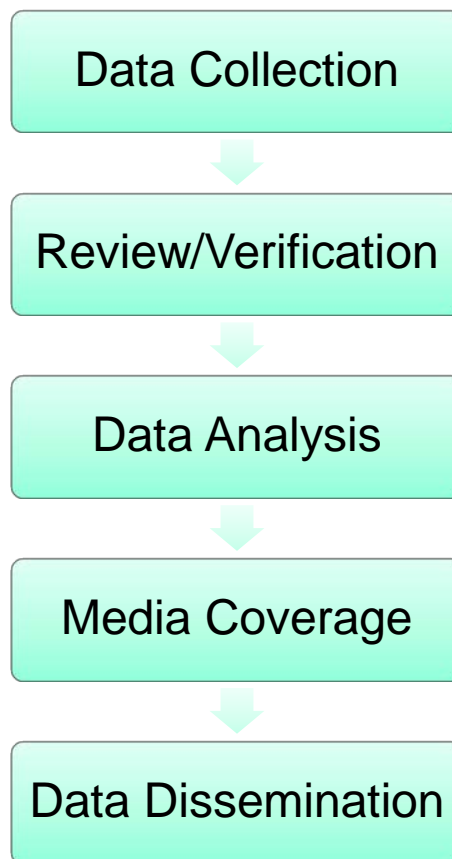 Data Collection
Review/Verification
Data Analysis
Media Coverage
Data Dissemination